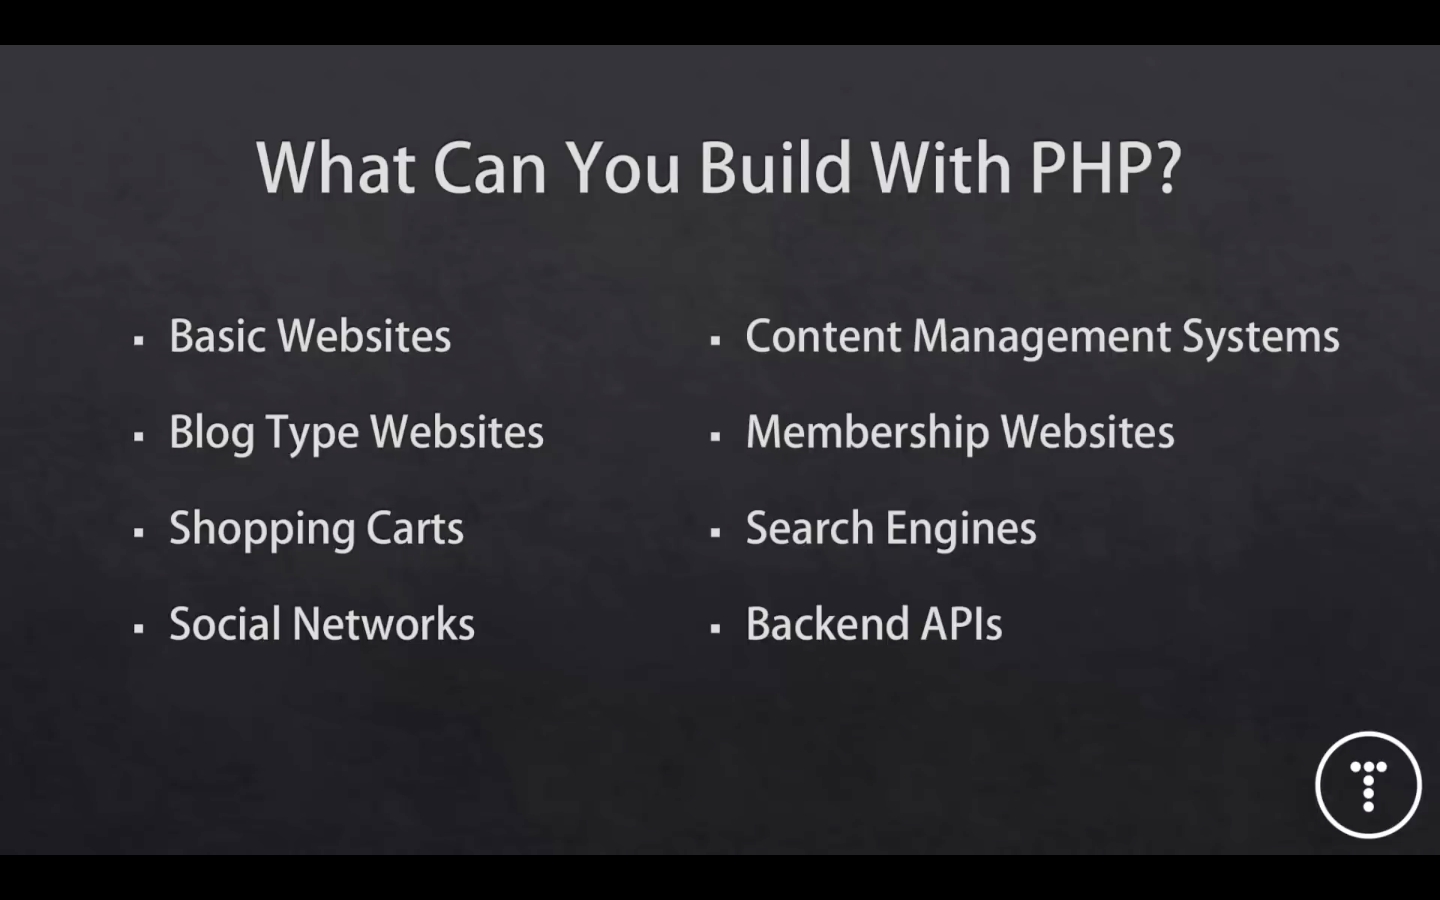 What Can You Build With PHP?
▪ Basic Websites
▪ Blog Type Websites
▪ Shopping Carts
▪ Social Networks
▪ Content Management Systems
▪ Membership Websites
▪ Search Engines
▪ Backend APIs
T